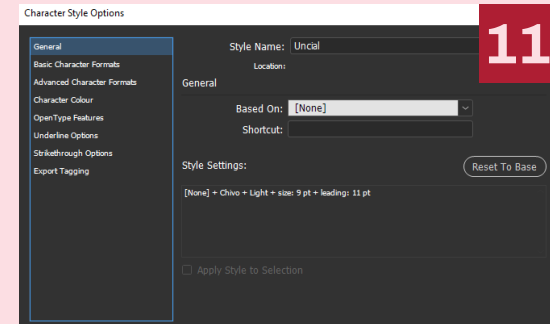 Character Style Options
11
General
Basic Character Formats
Advanced Character Formats
Character Colour
OpenType Features
Underline Options
Strikethrough Options
Export Tagging
Style Name: Uncial
Location:
General
Based On: [None]
Shortcut:
Style Settings:
Reset To Base
[None] + Chivo + Light + size: 9 pt + leading: 11 pt
Apply Style to Selection